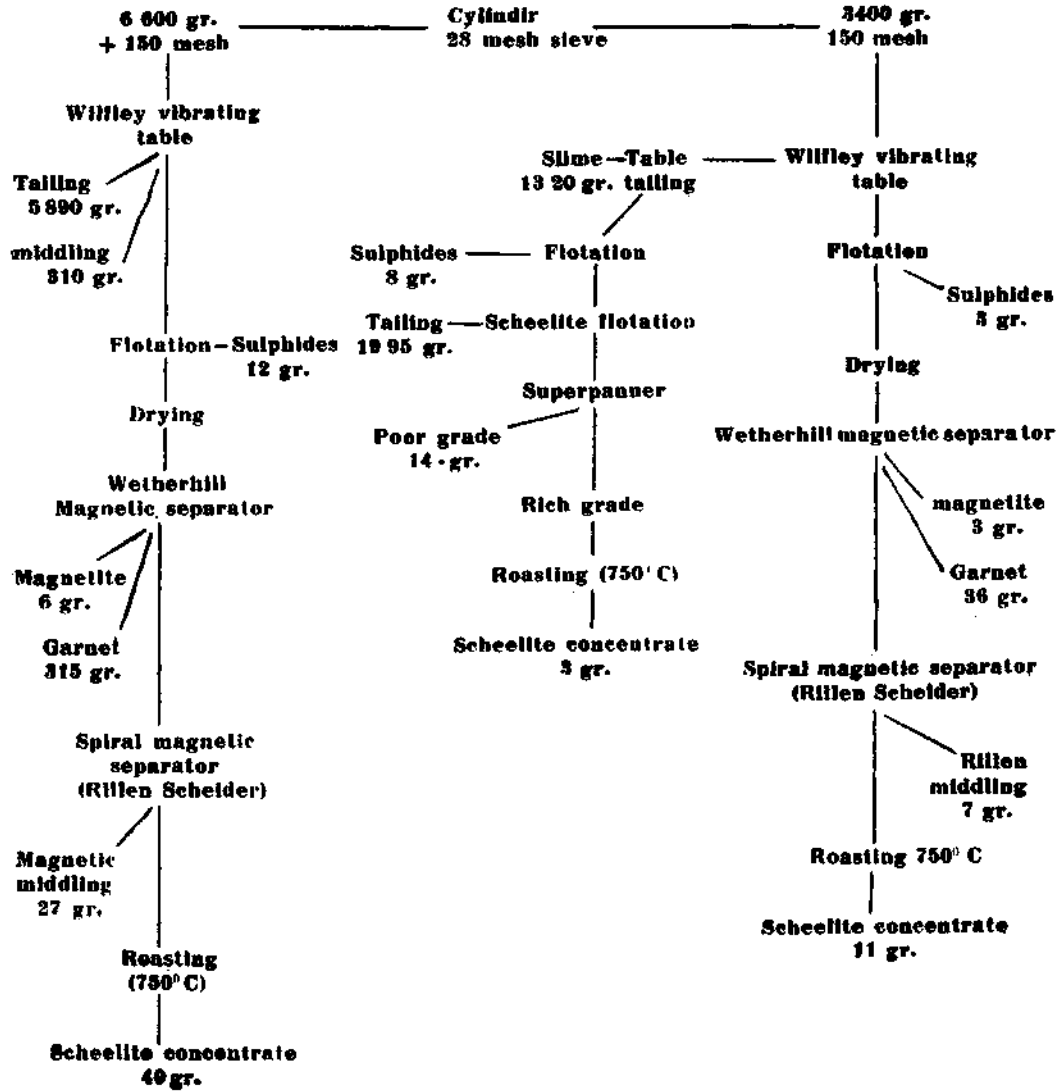 6 600 gr.
+ 150 mesh
Cylindir
28 mesh sieve
3400 gr.
150 mesh
Wilfley vibrating
table
Tailing
5 890 gr.
middling
310 gr.
Flotation — Sulphides
12 gr.
Drying
Wetherhill
Magnetic separator
Magnetite
6 gr.
Garnet
315 gr.
Spiral magnetic
separator
(Rillen Scheider)
Magnetic
middling
27 gr.
Roasting
(750° C)
Scheelite concentrate
40 gr.
Slime — Table
13 20 gr. tailing
Sulphides
8 gr.
Flotation
Tailing
19 95 gr.
Scheelite flotation
Superpanner
Poor grade
14 · gr.
Rich grade
Roasting (750° C)
Scheelite concentrate
3 gr.
Wilfley vibrating
table
Flotation
Sulphides
3 gr.
Drying
Wetherhill magnetic separator
magnetite
3 gr.
Garnet
36 gr.
Spiral magnetic separator
(Rillen Scheider)
Rillen
middling
7 gr.
Roasting 750° C
Scheelite concentrate
11 gr.